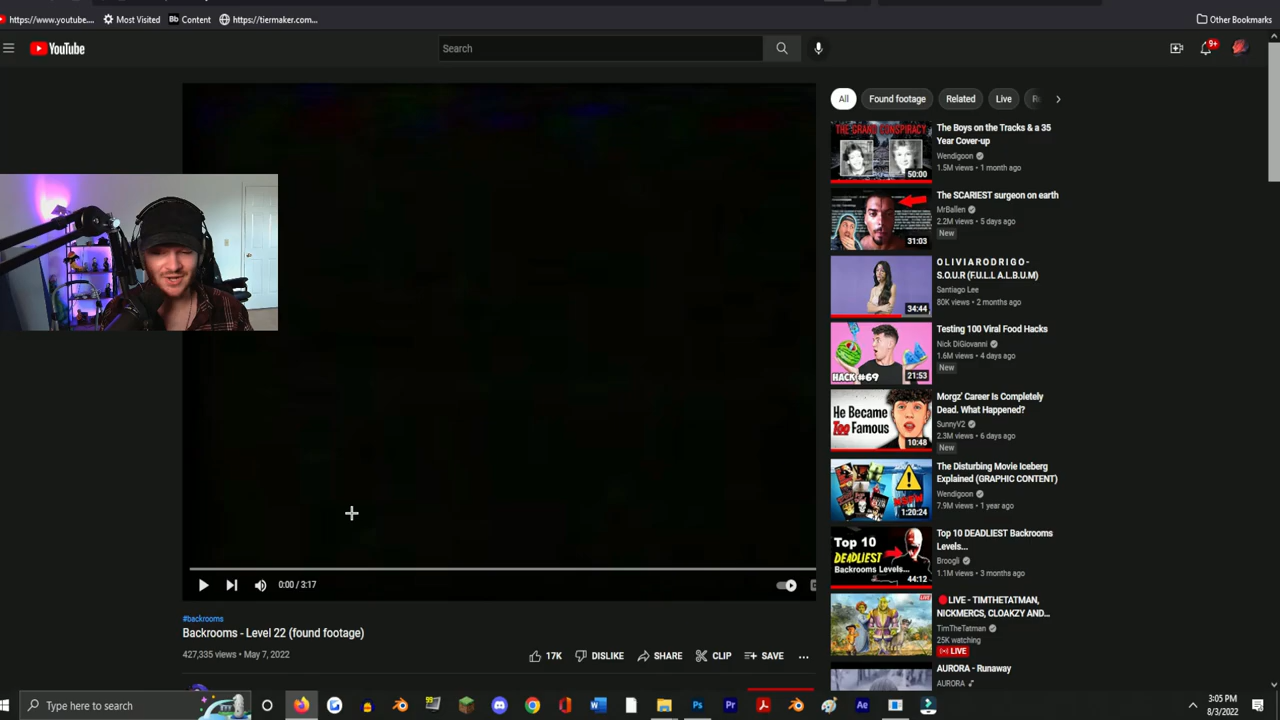 https://www.youtube....
Most Visited
Bb Content
https://tiermaker.com...
Other Bookmarks
YouTube
Search
9+
All
Found footage
Related
Live
THE GRAND CONSPIRACY
50:00
The Boys on the Tracks & a 35
Year Cover-up
Wendigoon
1.5M views • 1 month ago
31:03
The SCARIEST surgeon on earth
MrBallen
2.2M views • 5 days ago
New
34:44
O L I V I A R O D R I G O -
S.O.U.R (F.U.L.L A.L.B.U.M)
Santiago Lee
80K views • 2 months ago
HACK #69
21:53
Testing 100 Viral Food Hacks
Nick DiGiovanni
1.6M views • 4 days ago
New
He Became
Too Famous
10:48
Morgz' Career Is Completely
Dead. What Happened?
SunnyV2
2.3M views • 6 days ago
New
NSFW
1:20:24
The Disturbing Movie Iceberg
Explained (GRAPHIC CONTENT)
Wendigoon
7.9M views • 1 year ago
Top 10
DEADLIEST
Backrooms
Levels...
44:12
Top 10 DEADLIEST Backrooms
Levels...
Broogli
1.1M views • 3 months ago
LIVE
LIVE - TIMTHETATMAN,
NICKMERCS, CLOAKZY AND...
TimTheTatman
25K watching
LIVE
AURORA - Runaway
AURORA
0:00 / 3:17
#backrooms
Backrooms - Level 22 (found footage)
427,335 views • May 7, 2022
17K
DISLIKE
SHARE
CLIP
SAVE
Type here to search
99
Ps
Pr
Ae
3:05 PM
8/3/2022